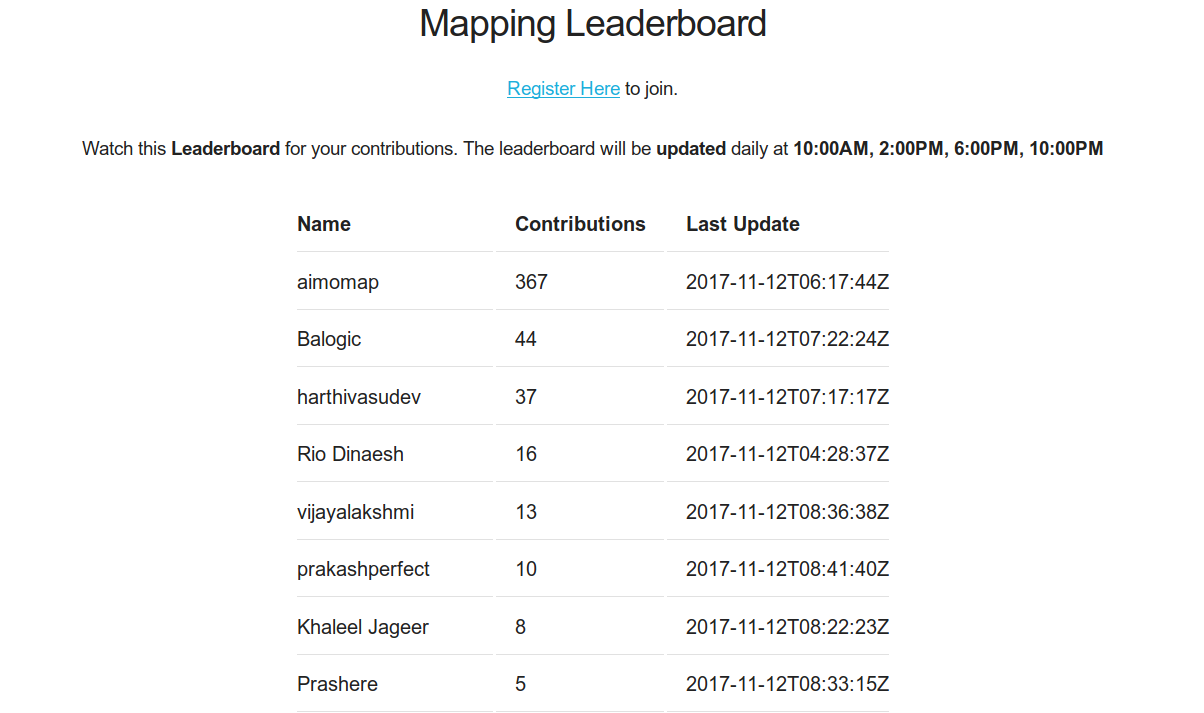 Mapping Leaderboard
Register Here to join.
Watch this Leaderboard for your contributions. The leaderboard will be updated daily at 10:00AM, 2:00PM, 6:00PM, 10:00PM
Name Contributions Last Update
aimomap 367 2017-11-12T06:17:44Z
Balogic 44 2017-11-12T07:22:24Z
harthivasudev 37 2017-11-12T07:17:17Z
Rio Dinaesh 16 2017-11-12T04:28:37Z
vijayalakshmi 13 2017-11-12T08:36:38Z
prakashperfect 10 2017-11-12T08:41:40Z
Khaleel Jageer 8 2017-11-12T08:22:23Z
Prashere 5 2017-11-12T08:33:15Z